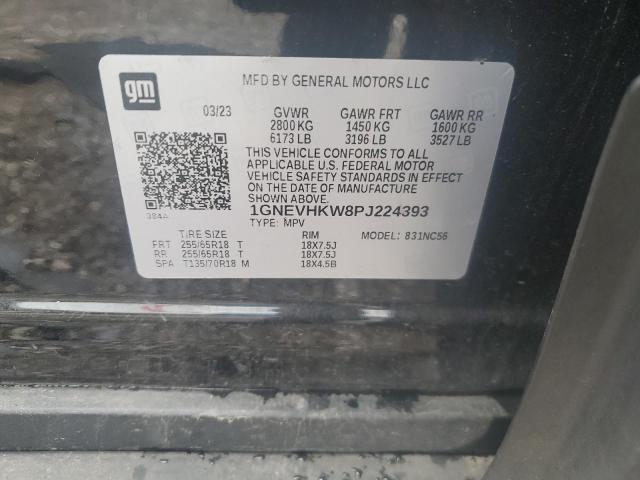 gm
MFD BY GENERAL MOTORS LLC
03/23 GVWR GAWR FRT GAWR RR
2800 KG 1450 KG 1600 KG
6173 LB 3196 LB 3527 LB
THIS VEHICLE CONFORMS TO ALL
APPLICABLE U.S. FEDERAL MOTOR
VEHICLE SAFETY STANDARDS IN EFFECT
ON THE DATE OF MANUFACTURE SHOWN ABOVE.
384A
1GNEVHKW8PJ224393
TYPE: MPV MODEL: 831NC56
TIRE SIZE RIM
FRT 255/65R18 T 18X7.5J
RR 255/65R18 T 18X7.5J
SPA T135/70R18 M 18X4.5B